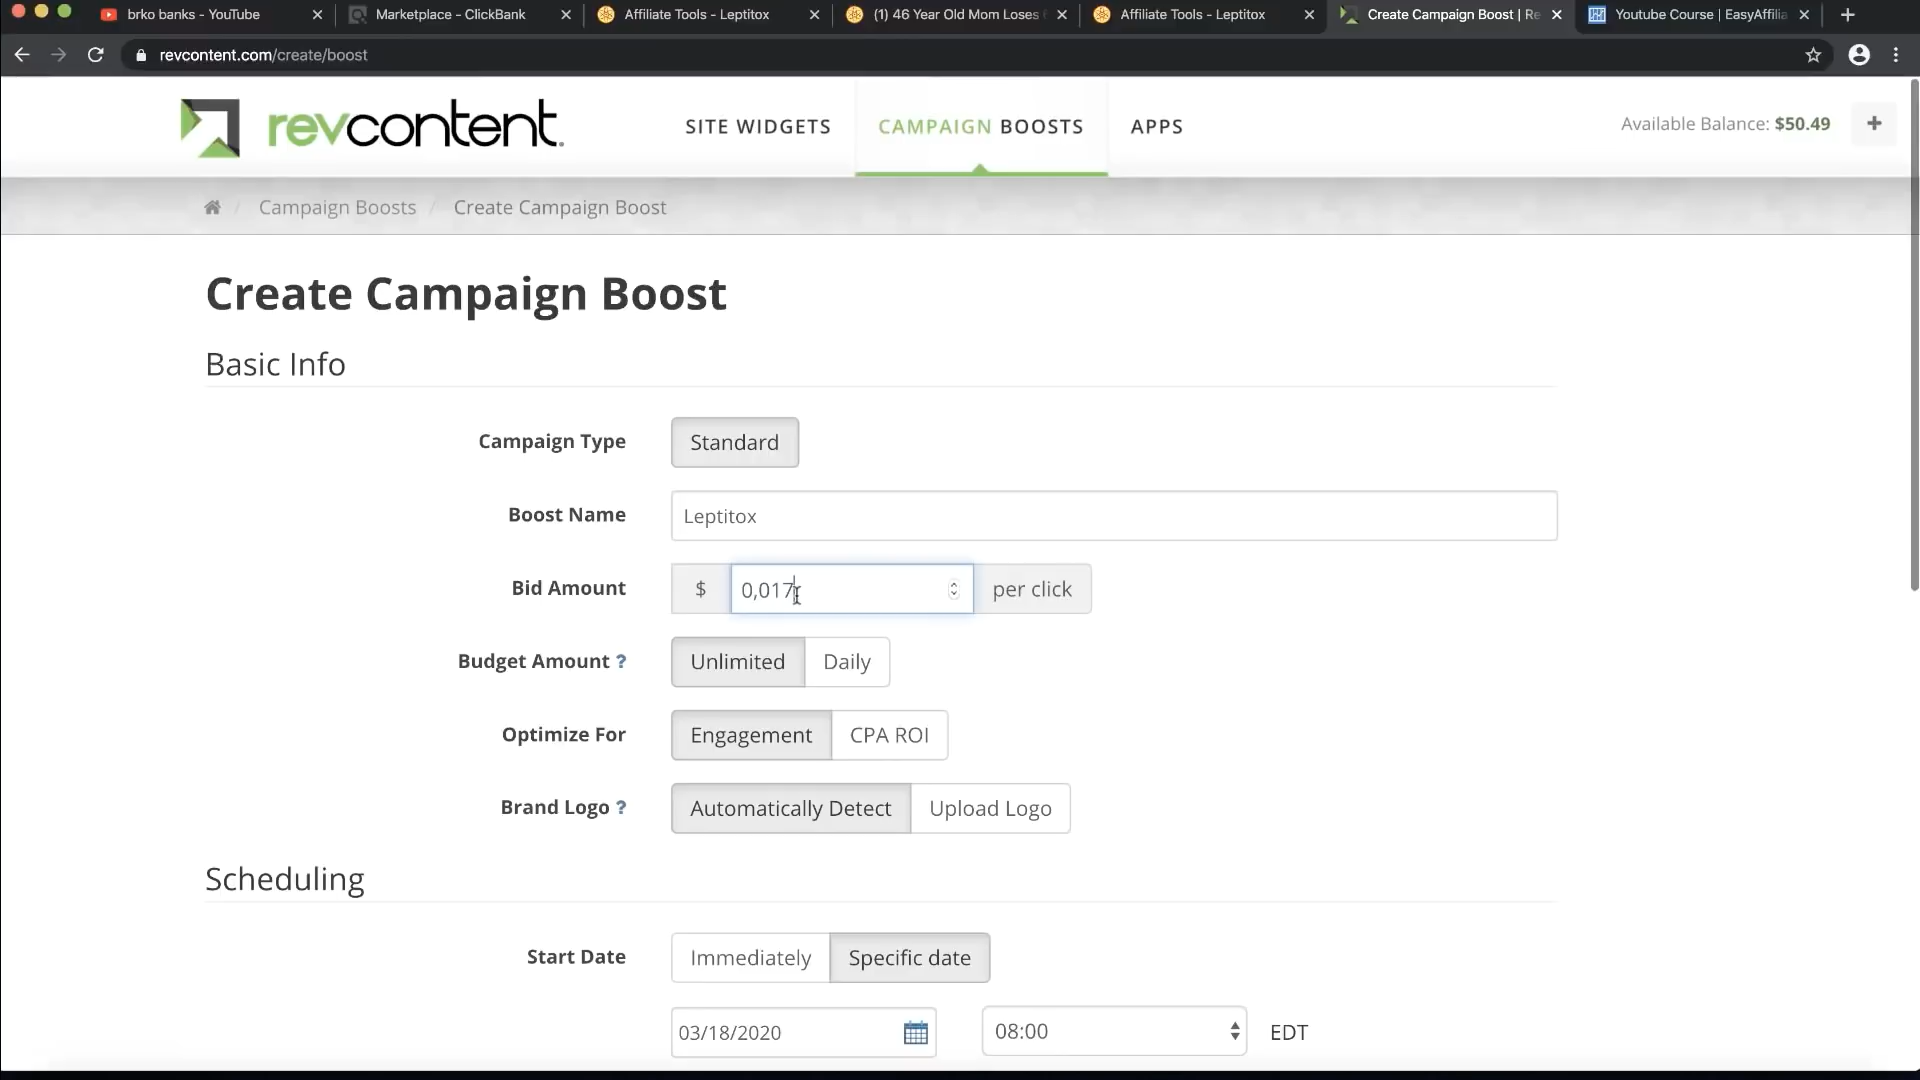 brko banks - YouTube
Marketplace - ClickBank
Affiliate Tools - Leptitox
(1) 46 Year Old Mom Loses
Affiliate Tools - Leptitox
Create Campaign Boost | Re
Youtube Course | EasyAffilia
revcontent.com/create/boost
revcontent.
SITE WIDGETS
CAMPAIGN BOOSTS
APPS
Available Balance: $50.49
+
/ Campaign Boosts / Create Campaign Boost
Create Campaign Boost
Basic Info
Campaign Type
Standard
Boost Name
Leptitox
Bid Amount
$ 0,017 per click
Budget Amount ?
Unlimited Daily
Optimize For
Engagement CPA ROI
Brand Logo ?
Automatically Detect Upload Logo
Scheduling
Start Date
Immediately Specific date
03/18/2020 08:00 EDT